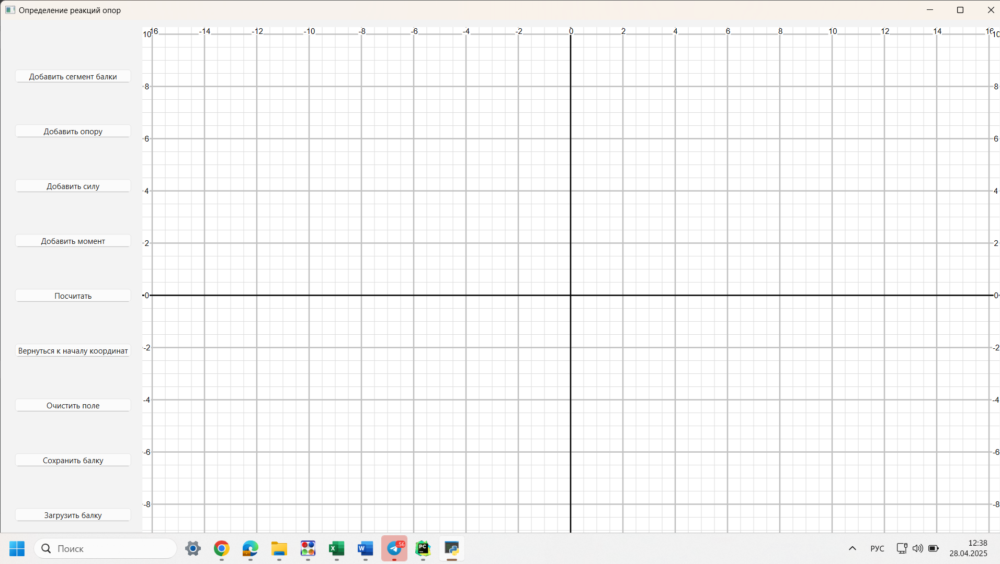 Определение реакций опор
10 16 -14 -12 -10 -8 -6 -4 -2 0 2 4 6 8 10 12 14 16 10
Добавить сегмент балки
8 8
Добавить опору
6 6
Добавить силу
4 4
Добавить момент
2 2
Посчитать
0 0
Вернуться к началу координат
-2 -2
Очистить поле
-4 -4
Сохранить балку
-6 -6
Загрузить балку
-8 -8
Поиск
PC
..56
РУС
12:38
28.04.2025